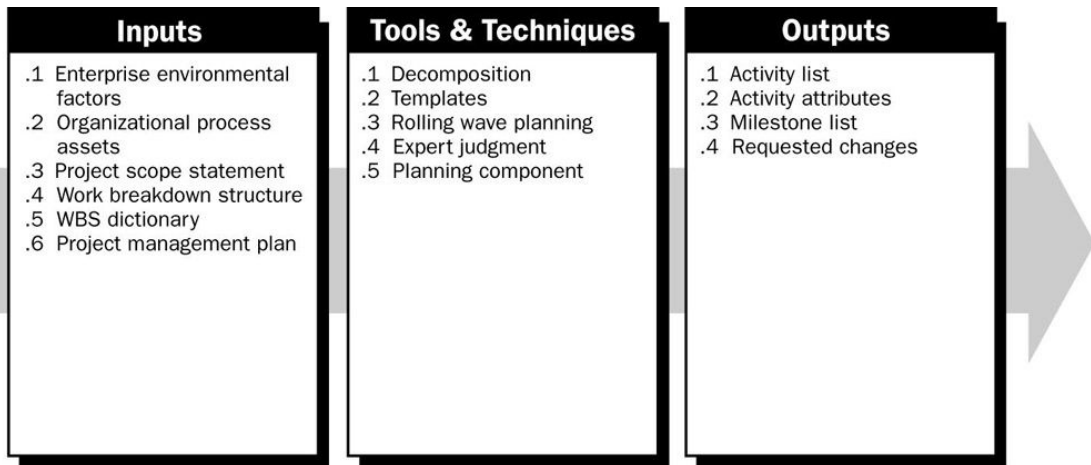 Inputs
.1 Enterprise environmental
factors
.2 Organizational process
assets
.3 Project scope statement
.4 Work breakdown structure
.5 WBS dictionary
.6 Project management plan
Tools & Techniques
.1 Decomposition
.2 Templates
.3 Rolling wave planning
.4 Expert judgment
.5 Planning component
Outputs
.1 Activity list
.2 Activity attributes
.3 Milestone list
.4 Requested changes